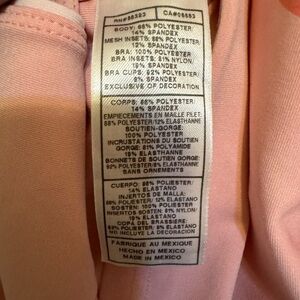 RN#36323 CA#05553
BODY: 86% POLYESTER/
14% SPANDEX
MESH INSETS: 88% POLYESTER/
12% SPANDEX
BRA: 100% POLYESTER
BRA INSETS: 81% NYLON/
19% SPANDEX
BRA CUPS: 92% POLYESTER/
8% SPANDEX
EXCLUSIVE OF DECORATION
CORPS: 86% POLYESTER/
14% SPANDEX
EMPIECEMENTS EN MAILLE FILET:
88% POLYESTER/12% ELASTHANNE
SOUTIEN-GORGE
100% POLYESTER
INCRUSTATIONS DU SOUTIEN
GORGE: 81% POLYAMIDE
19% ELASTHANNE
BONNETS DE SOUTIEN GORGE:
92% POLYESTER/8% ELASTHANNE
SANS ORNEMENTS
CUERPO: 86% POLIESTER/
14% ELASTANO
INJERTOS DE MALLA:
88% POLIESTER/
12% ELASTANO
SOSTEN: 100% POLIESTER
INJERTOS SOSTEN: 81% NYLON/
19% ELASTANO
COPA DEL BRASSIERE:
92% POLIESTER/8% ELASTANO
NO INCLUYE LA DECORACION
FABRIQUE AU MEXIQUE
HECHO EN MEXICO
MADE IN MEXICO